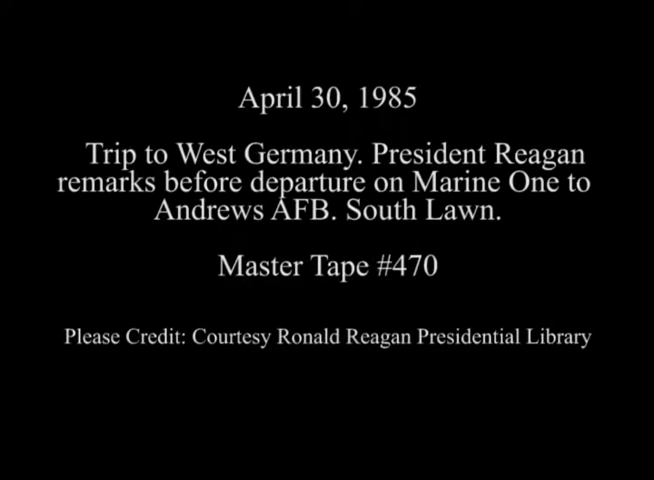 April 30, 1985
Trip to West Germany. President Reagan
remarks before departure on Marine One to
Andrews AFB. South Lawn.
Master Tape #470
Please Credit: Courtesy Ronald Reagan Presidential Library